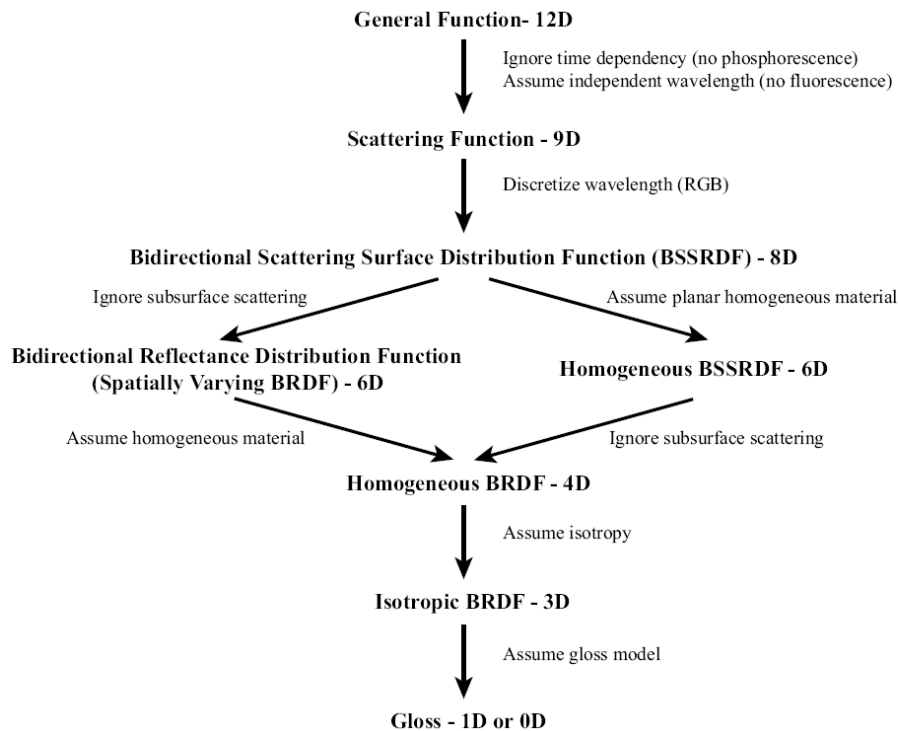 General Function- 12D
Ignore time dependency (no phosphorescence)
Assume independent wavelength (no fluorescence)
Scattering Function - 9D
Discretize wavelength (RGB)
Bidirectional Scattering Surface Distribution Function (BSSRDF) - 8D
Ignore subsurface scattering
Assume planar homogeneous material
Bidirectional Reflectance Distribution Function
(Spatially Varying BRDF) - 6D
Homogeneous BSSRDF - 6D
Assume homogeneous material
Ignore subsurface scattering
Homogeneous BRDF - 4D
Assume isotropy
Isotropic BRDF - 3D
Assume gloss model
Gloss - 1D or 0D